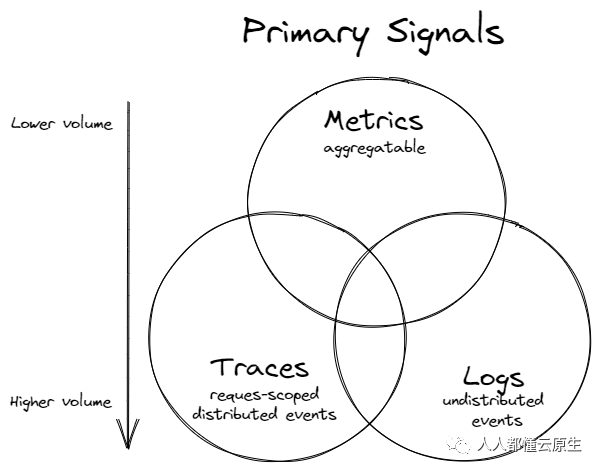 Primary Signals
Lower volume
Metrics
aggregatable
Traces
reques-scoped
distributed events
Logs
undistributed
events
Higher volume
人人都懂云原生